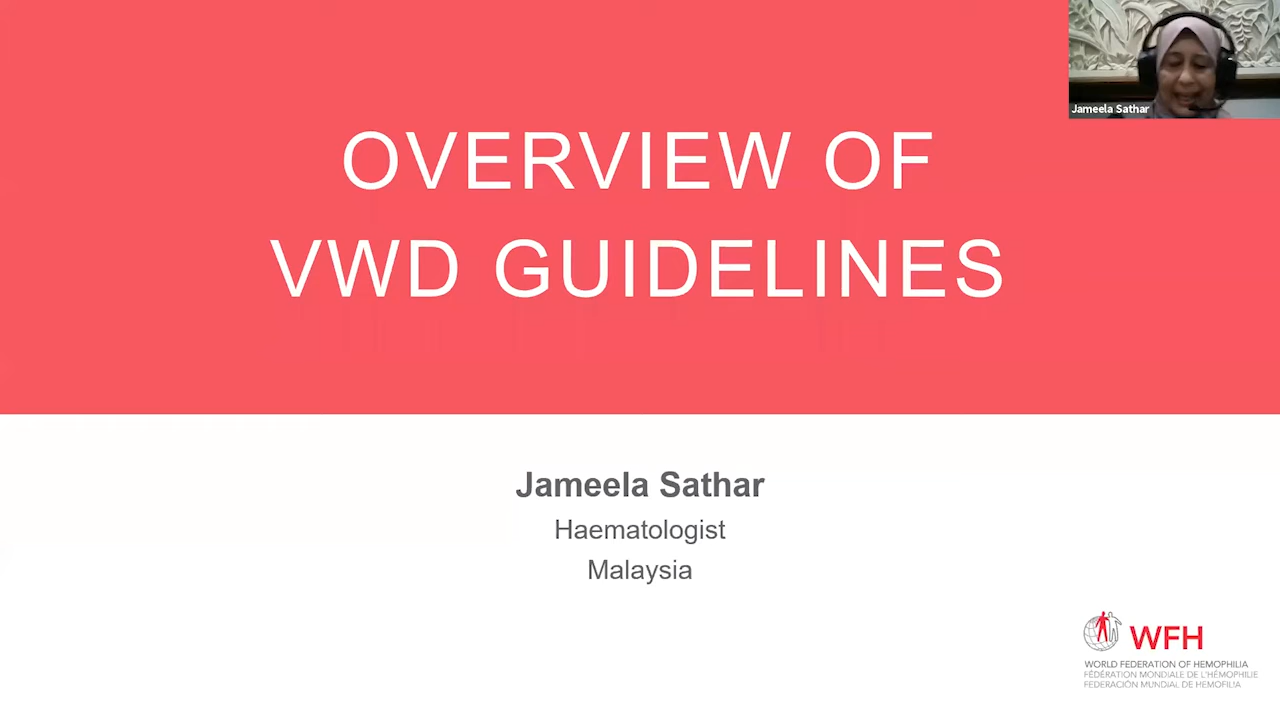 Jameela Sathar
OVERVIEW OF
VWD GUIDELINES
Jameela Sathar
Haematologist
Malaysia
WFH
WORLD FEDERATION OF HEMOPHILIA
FÉDÉRATION MONDIALE DE L'HÉMOPHILIE
FEDERACIÓN MUNDIAL DE HEMOFILIA